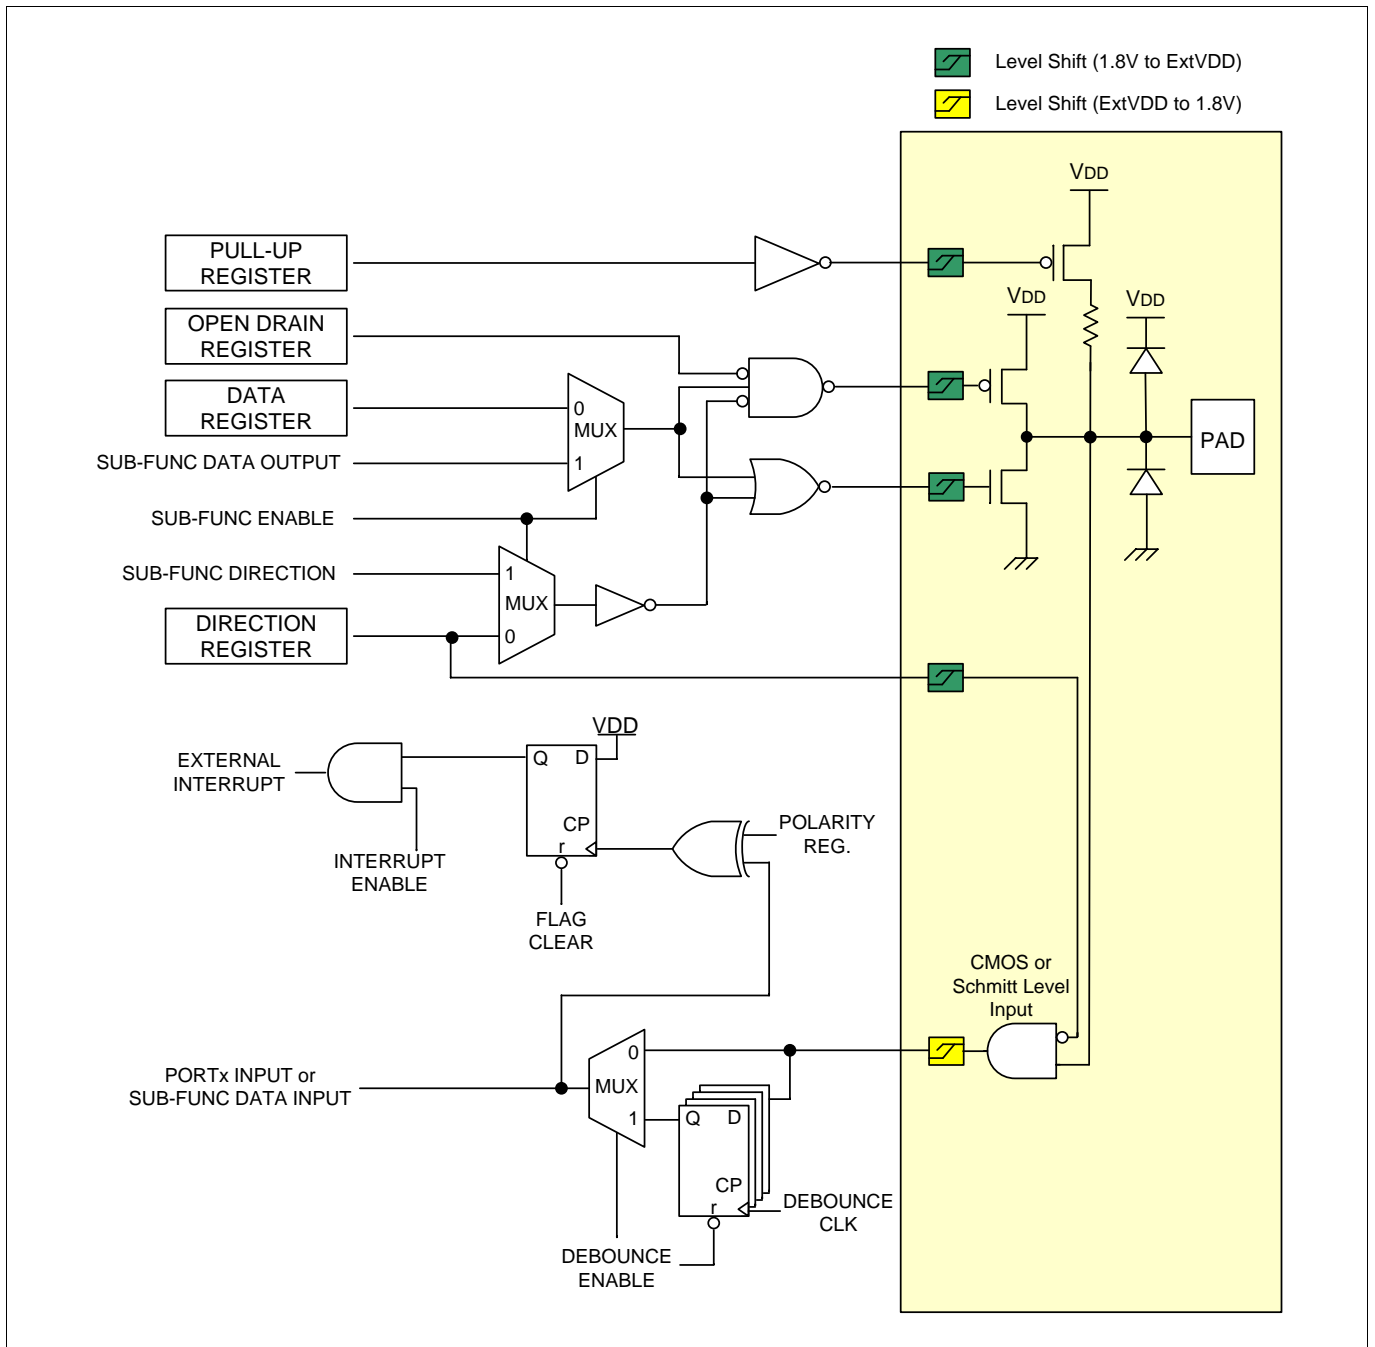 Level Shift (1.8V to ExtVDD)
Level Shift (ExtVDD to 1.8V)
VDD
PULL-UP
REGISTER
VDD
VDD
OPEN DRAIN
REGISTER
DATA
REGISTER
0
MUX
1
PAD
SUB-FUNC DATA OUTPUT
SUB-FUNC ENABLE
SUB-FUNC DIRECTION
1
MUX
0
DIRECTION
REGISTER
VDD
Q
D
CP
r
EXTERNAL
INTERRUPT
POLARITY
REG.
INTERRUPT
ENABLE
FLAG
CLEAR
CMOS or
Schmitt Level
Input
0
MUX
1
PORTx INPUT or
SUB-FUNC DATA INPUT
Q
D
CP
r
DEBOUNCE
CLK
DEBOUNCE
ENABLE